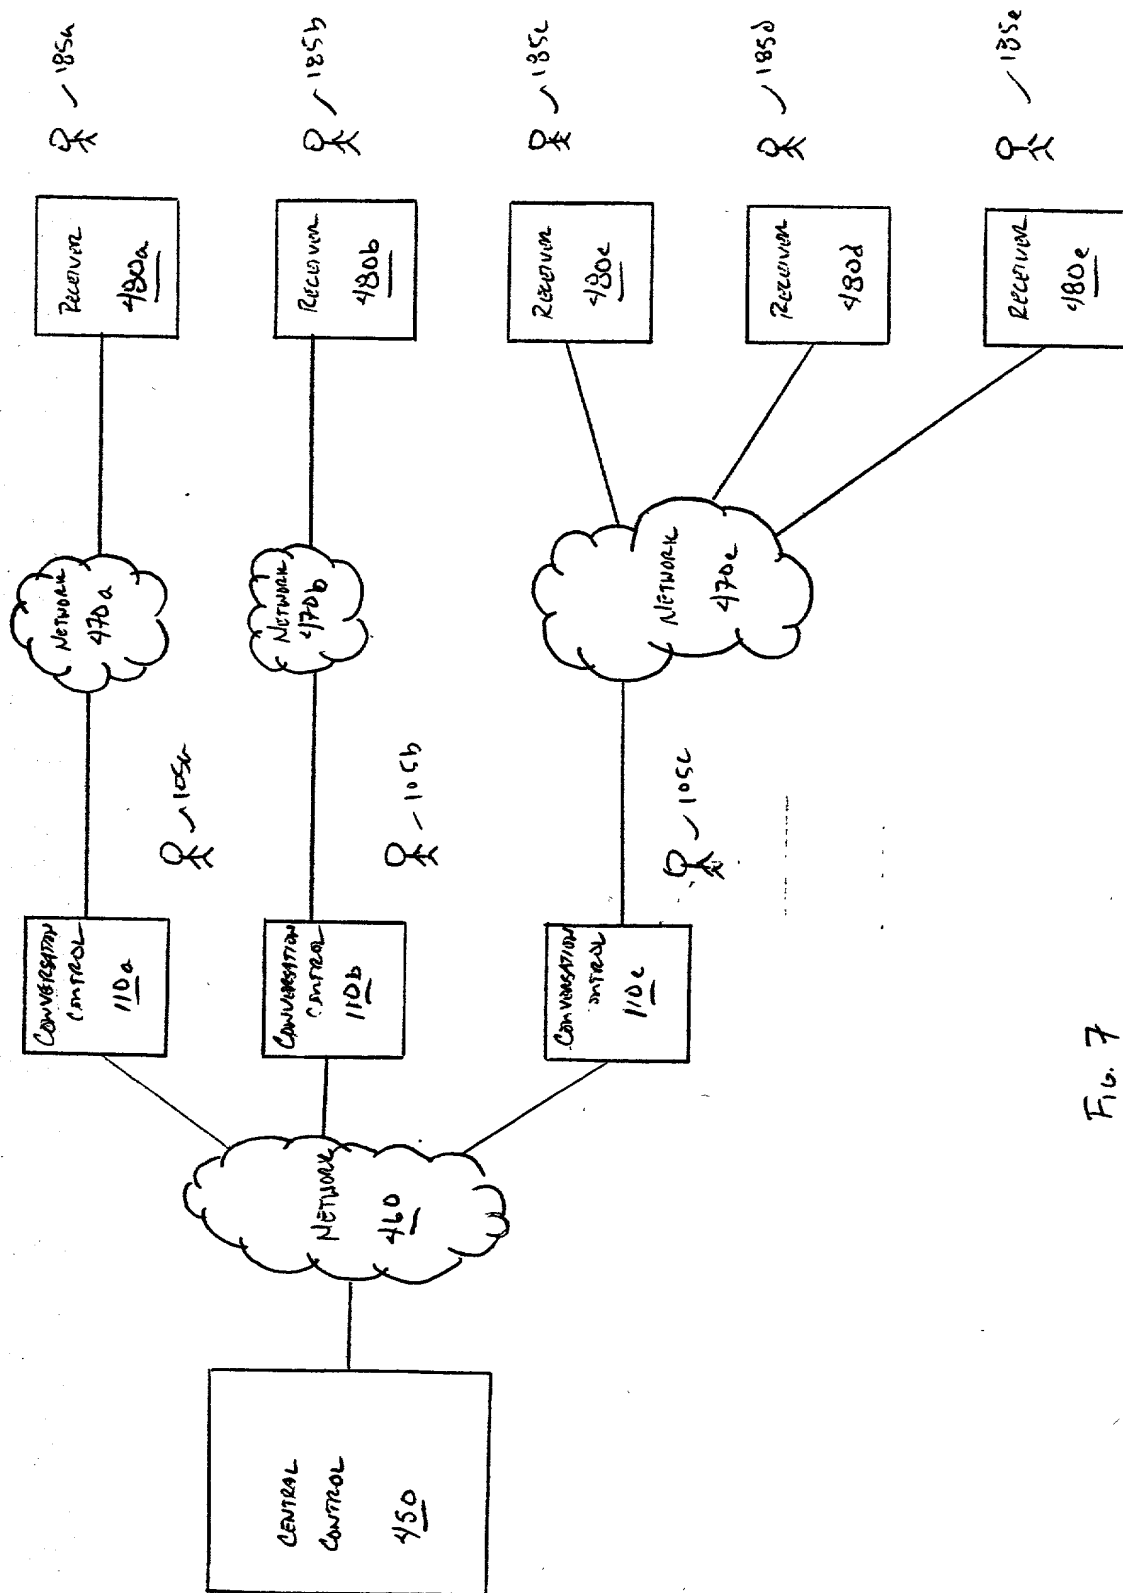 CENTRAL
CONTROL
450
NETWORK
460
CONVERSATION
CONTROL
110a
105a
NETWORK
470a
RECEIVER
480a
185a
CONVERSATION
CONTROL
110b
105b
NETWORK
470b
RECEIVER
480b
185b
CONVERSATION
CONTROL
110c
105c
NETWORK
470c
RECEIVER
480c
185c
RECEIVER
480d
185d
RECEIVER
480e
185e
FIG. 7